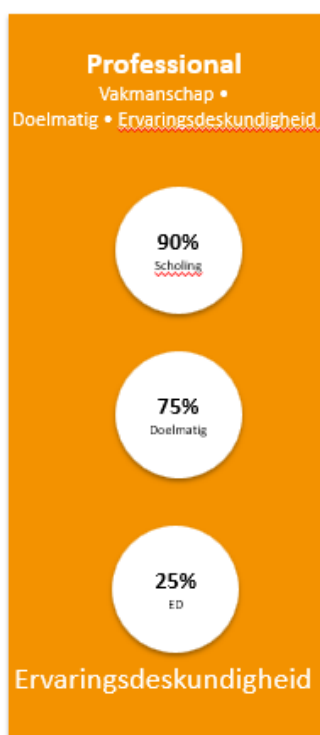 Professional
Vakmanschap •
Doelmatig • Ervaringsdeskundigheid
90%
Scholing
75%
Doelmatig
25%
ED
Ervaringsdeskundigheid